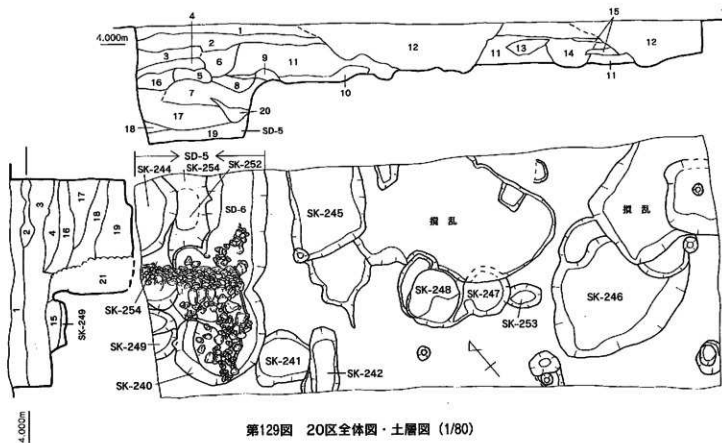 15
4
1
4.000m
2
3
12
13
12
6
9
11
11
14
16
5
8
7
10
11
20
17
18
19
SD-5
SD-5
SK-244
SK-254
SK-252
3
17
2
4
16
18
19
SD-6
SK-245
攪乱
攪乱
21
SK-254
SK-248
SK-247
SK-246
1
15
SK-249
SK-249
SK-253
SK-241
SK-240
SK-242
4.000m
第129図 20区全体図・土層図 (1/80)